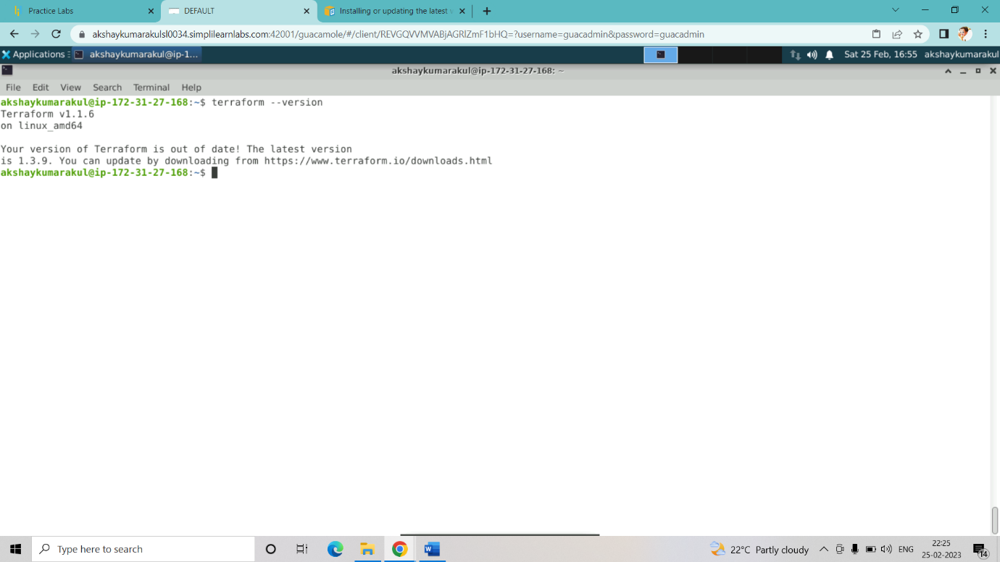 Practice Labs
DEFAULT
Installing or updating the latest v
akshaykumarakulsl0034.simplilearnlabs.com:42001/guacamole/#/client/REVGQVVMVABjAGRlZmF1bHQ=?username=guacadmin&password=guacadmin
Applications
akshaykumarakul@ip-1...
Sat 25 Feb, 16:55 akshaykumarakul
akshaykumarakul@ip-172-31-27-168: ~
File Edit View Search Terminal Help
akshaykumarakul@ip-172-31-27-168:~$ terraform --version
Terraform v1.1.6
on linux_amd64
Your version of Terraform is out of date! The latest version
is 1.3.9. You can update by downloading from https://www.terraform.io/downloads.html
akshaykumarakul@ip-172-31-27-168:~$
Type here to search
22°C Partly cloudy
ENG
22:25
25-02-2023
14